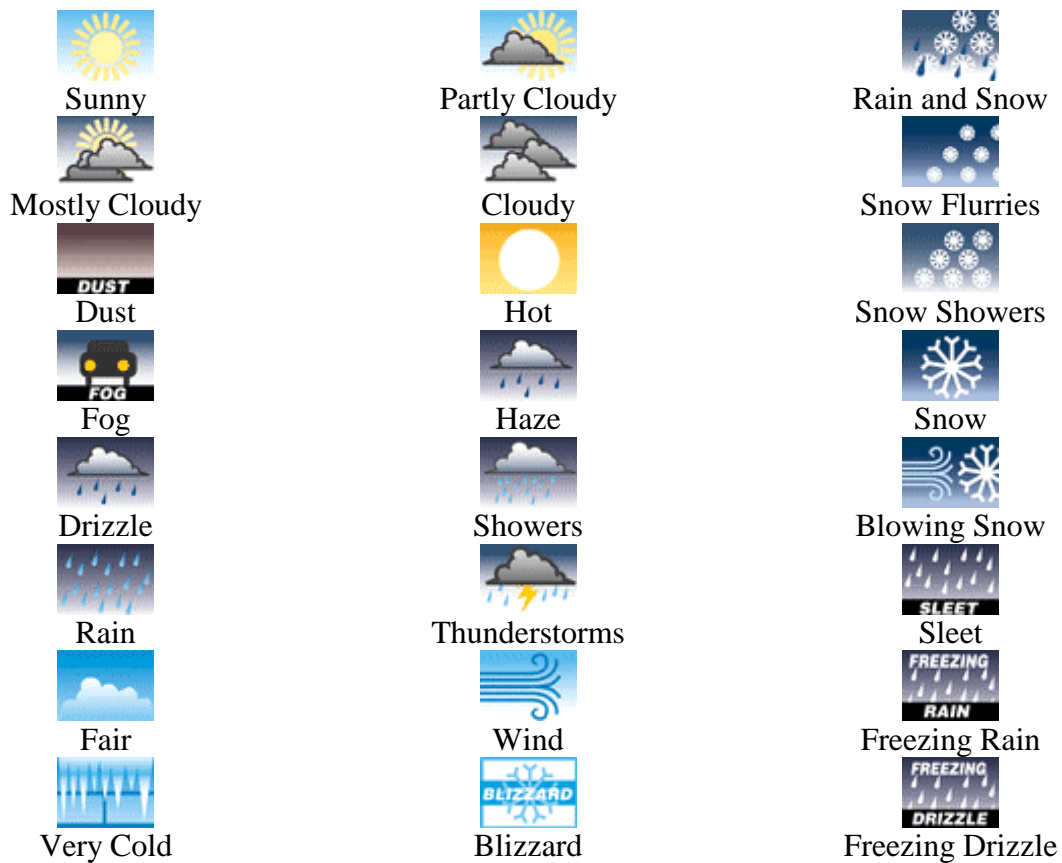 Sunny Partly Cloudy Rain and Snow
Mostly Cloudy Cloudy Snow Flurries
DUST
Dust Hot Snow Showers
FOG
Fog Haze Snow
Drizzle Showers Blowing Snow
SLEET
Rain Thunderstorms Sleet
FREEZING
RAIN
Fair Wind Freezing Rain
BLIZZARD FREEZING
DRIZZLE
Very Cold Blizzard Freezing Drizzle